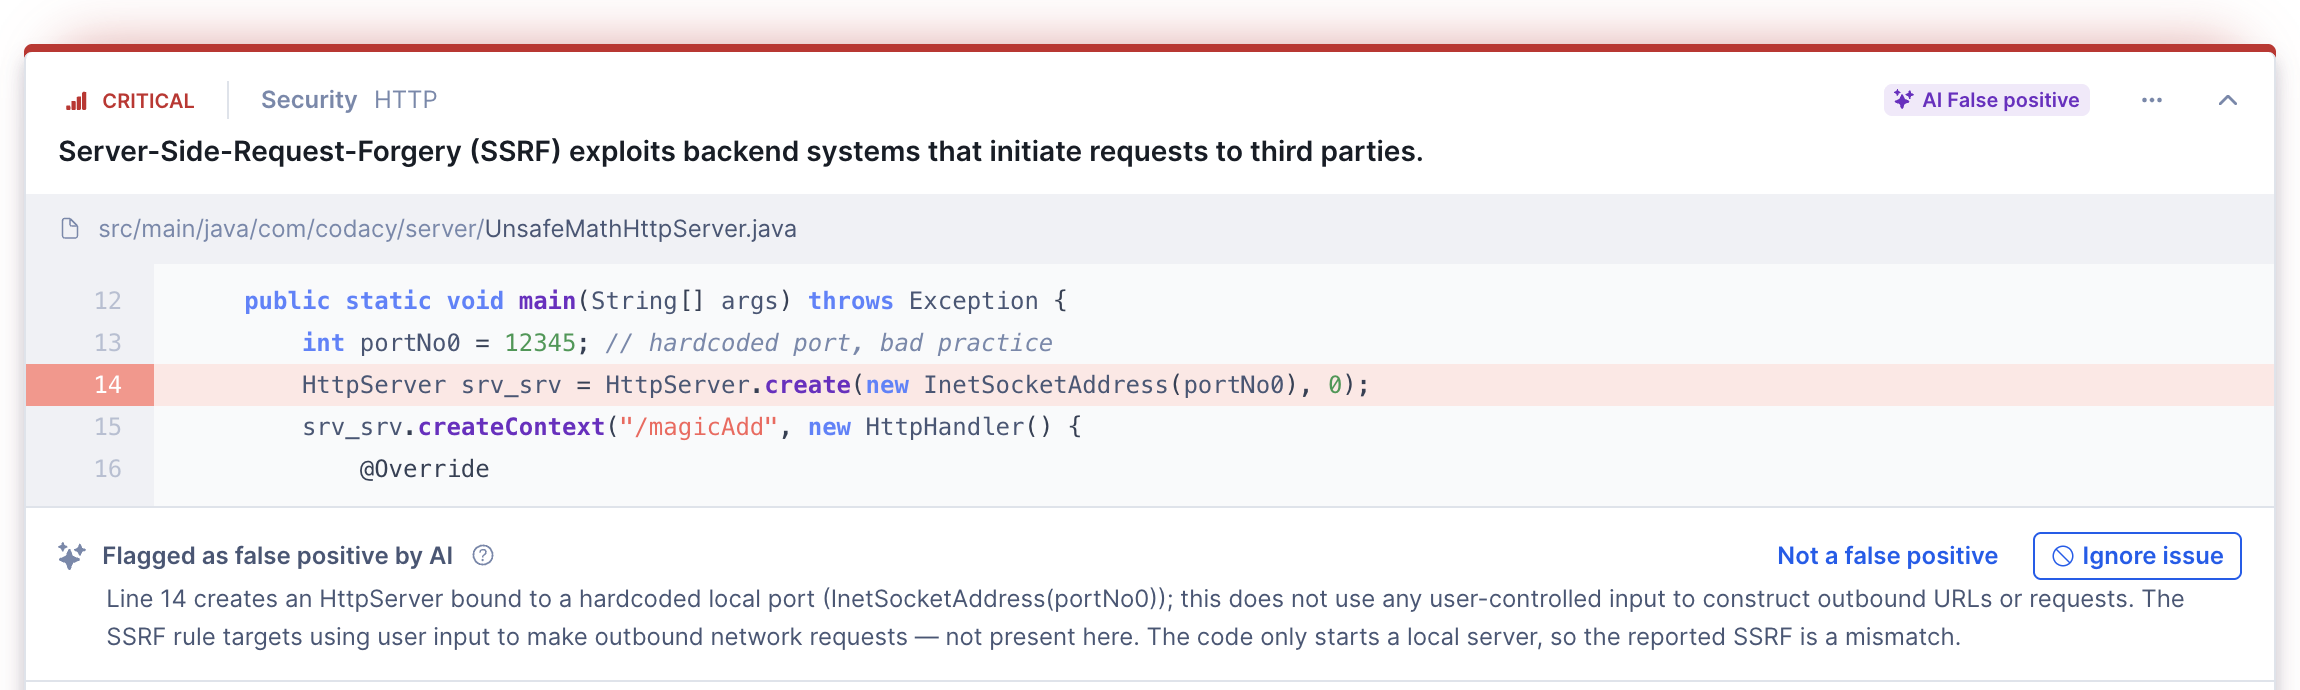 CRITICAL Security HTTP AI False positive
Server-Side-Request-Forgery (SSRF) exploits backend systems that initiate requests to third parties.
src/main/java/com/codacy/server/UnsafeMathHttpServer.java
12 public static void main(String[] args) throws Exception {
13 int portNo0 = 12345; // hardcoded port, bad practice
14 HttpServer srv_srv = HttpServer.create(new InetSocketAddress(portNo0), 0);
15 srv_srv.createContext("/magicAdd", new HttpHandler() {
16 @Override
Flagged as false positive by AI Not a false positive Ignore issue
Line 14 creates an HttpServer bound to a hardcoded local port (InetSocketAddress(portNo0)); this does not use any user-controlled input to construct outbound URLs or requests. The
SSRF rule targets using user input to make outbound network requests — not present here. The code only starts a local server, so the reported SSRF is a mismatch.